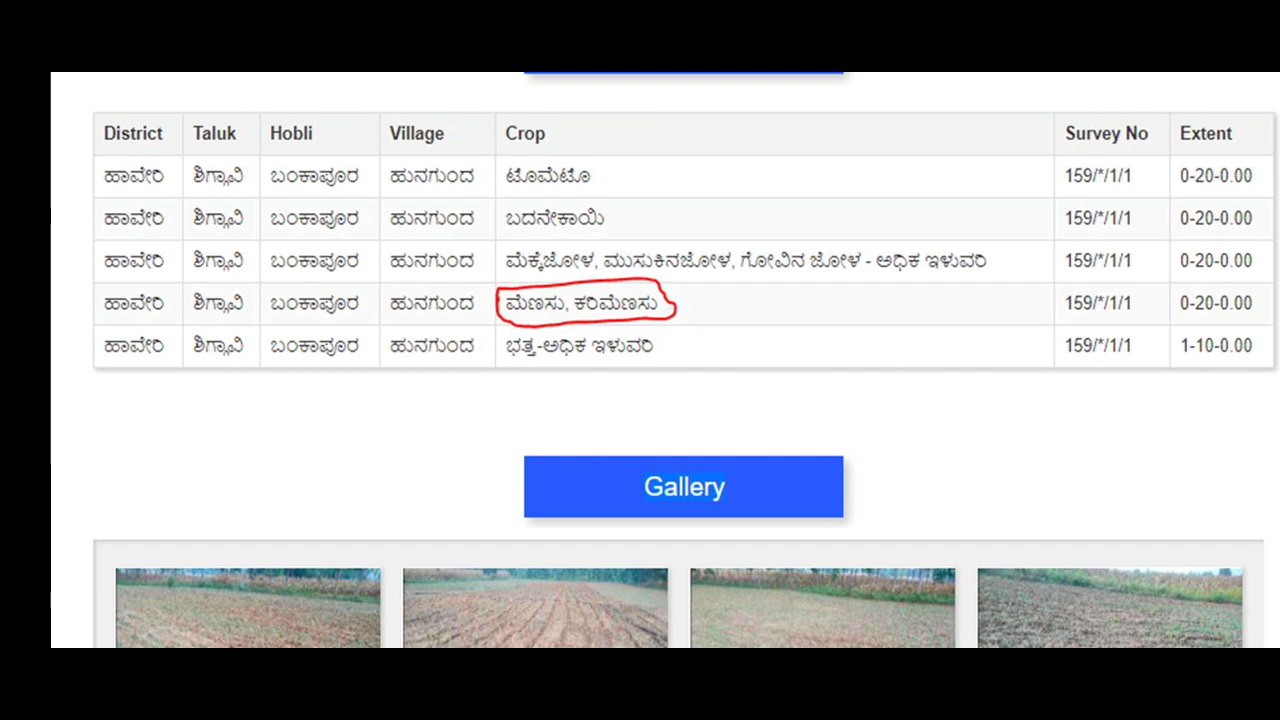 District Taluk Hobli Village Crop Survey No Extent
ಹಾವೇರಿ ಶಿಗ್ಗಾವಿ ಬಂಕಾಪೂರ ಹುನಗುಂದ ಟೊಮೆಟೊ 159/*/1/1 0-20-0.00
ಹಾವೇರಿ ಶಿಗ್ಗಾವಿ ಬಂಕಾಪೂರ ಹುನಗುಂದ ಬದನೇಕಾಯಿ 159/*/1/1 0-20-0.00
ಹಾವೇರಿ ಶಿಗ್ಗಾವಿ ಬಂಕಾಪೂರ ಹುನಗುಂದ ಮೆಕ್ಕೆಜೋಳ, ಮುಸುಕಿನಜೋಳ, ಗೋವಿನ ಜೋಳ - ಅಧಿಕ ಇಳುವರಿ 159/*/1/1 0-20-0.00
ಹಾವೇರಿ ಶಿಗ್ಗಾವಿ ಬಂಕಾಪೂರ ಹುನಗುಂದ ಮೆಣಸು, ಕರಿಮೆಣಸು 159/*/1/1 0-20-0.00
ಹಾವೇರಿ ಶಿಗ್ಗಾವಿ ಬಂಕಾಪೂರ ಹುನಗುಂದ ಭತ್ತ-ಅಧಿಕ ಇಳುವರಿ 159/*/1/1 1-10-0.00
Gallery